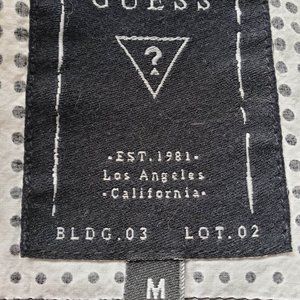 GUESS
?
·EST.1981·
Los Angeles
·California·
BLDG.03 LOT.02
M